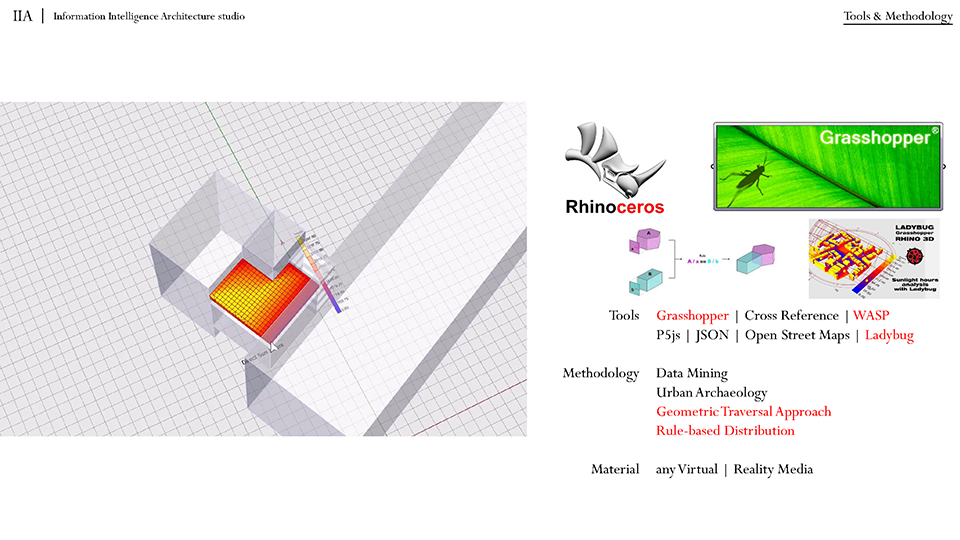 IIA | Information Intelligence Architecture studio
Tools & Methodology
Grasshopper®
Rhinoceros
LADYBUG
Grasshopper
RHINO 3D
Sunlight hours
analysis
with Ladybug
A
a
B
b
A / a == B / b
Direct Sun
Tools Grasshopper | Cross Reference | WASP
P5js | JSON | Open Street Maps | Ladybug
Methodology Data Mining
Urban Archaeology
Geometric Traversal Approach
Rule-based Distribution
Material any Virtual | Reality Media